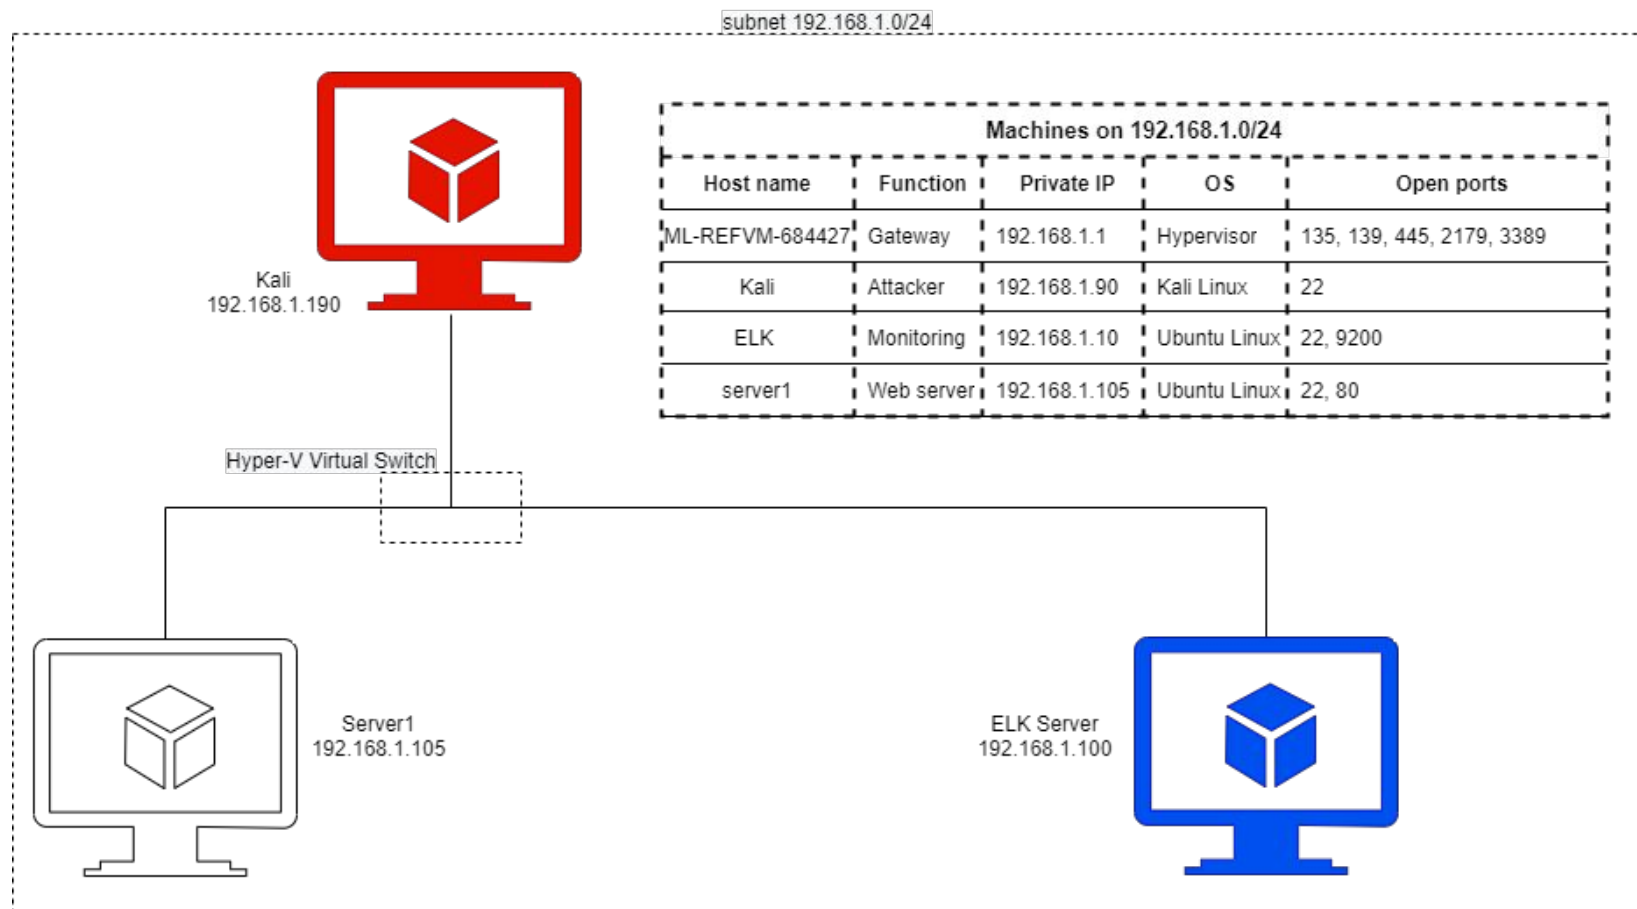 subnet 192.168.1.0/24
Machines on 192.168.1.0/24
Host name Function Private IP OS Open ports
ML-REFVM-684427 Gateway 192.168.1.1 Hypervisor 135, 139, 445, 2179, 3389
Kali Attacker 192.168.1.90 Kali Linux 22
ELK Monitoring 192.168.1.10 Ubuntu Linux 22, 9200
server1 Web server 192.168.1.105 Ubuntu Linux 22, 80
Kali
192.168.1.190
Hyper-V Virtual Switch
Server1
192.168.1.105
ELK Server
192.168.1.100